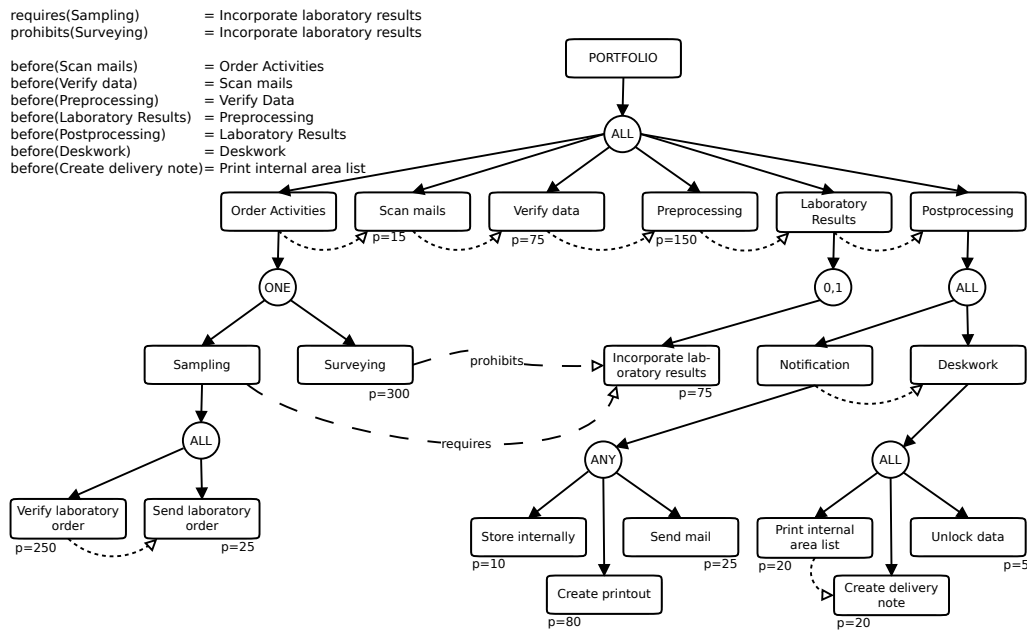 requires(Sampling) = Incorporate laboratory results
prohibits(Surveying) = Incorporate laboratory results
before(Scan mails) = Order Activities
before(Verify data) = Scan mails
before(Preprocessing) = Verify Data
before(Laboratory Results) = Preprocessing
before(Postprocessing) = Laboratory Results
before(Deskwork) = Deskwork
before(Create delivery note)= Print internal area list
PORTFOLIO
ALL
Order Activities
Scan mails
p=15
Verify data
p=75
Preprocessing
p=150
Laboratory
Results
Postprocessing
ONE
0,1
ALL
Sampling
Surveying
p=300
prohibits
Incorporate lab-
oratory results
p=75
Notification
Deskwork
requires
ALL
ANY
ALL
Verify laboratory
order
p=250
Send laboratory
order
p=25
Store internally
p=10
Send mail
p=25
Print internal
area list
p=20
Unlock data
p=5
Create printout
p=80
Create delivery
note
p=20